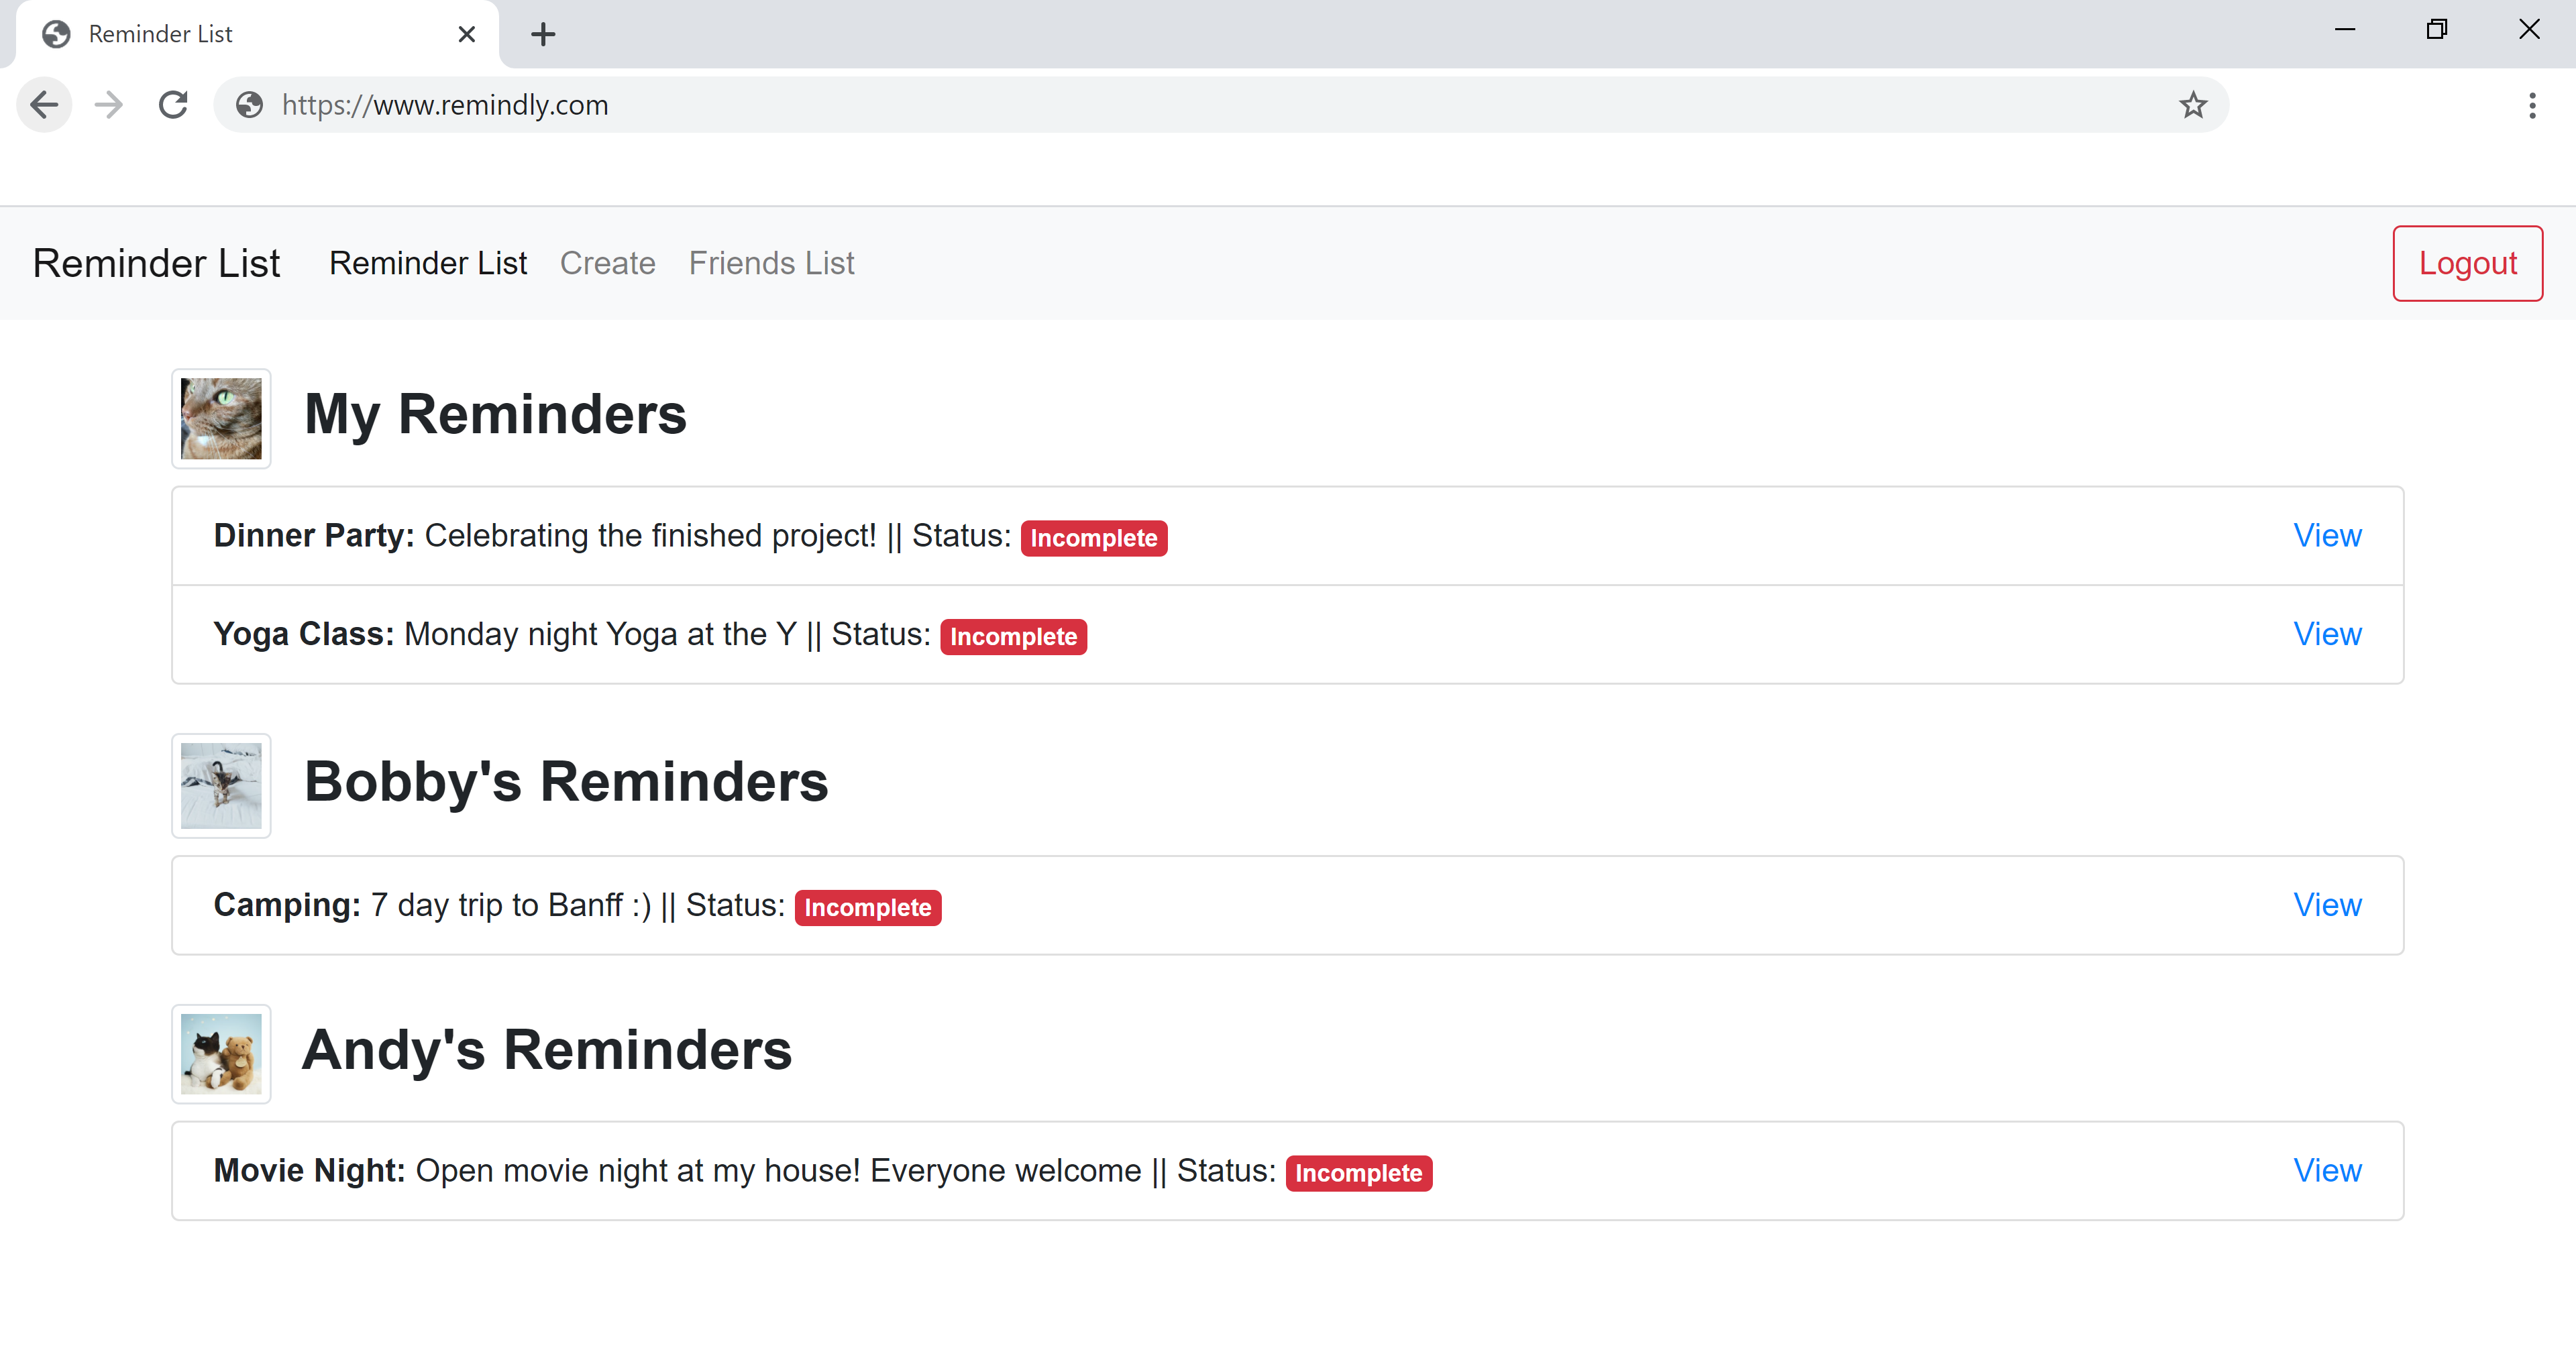 Reminder List
https://www.remindly.com
Reminder List Reminder List Create Friends List Logout
My Reminders
Dinner Party: Celebrating the finished project! || Status: Incomplete View
Yoga Class: Monday night Yoga at the Y || Status: Incomplete View
Bobby's Reminders
Camping: 7 day trip to Banff :) || Status: Incomplete View
Andy's Reminders
Movie Night: Open movie night at my house! Everyone welcome || Status: Incomplete View